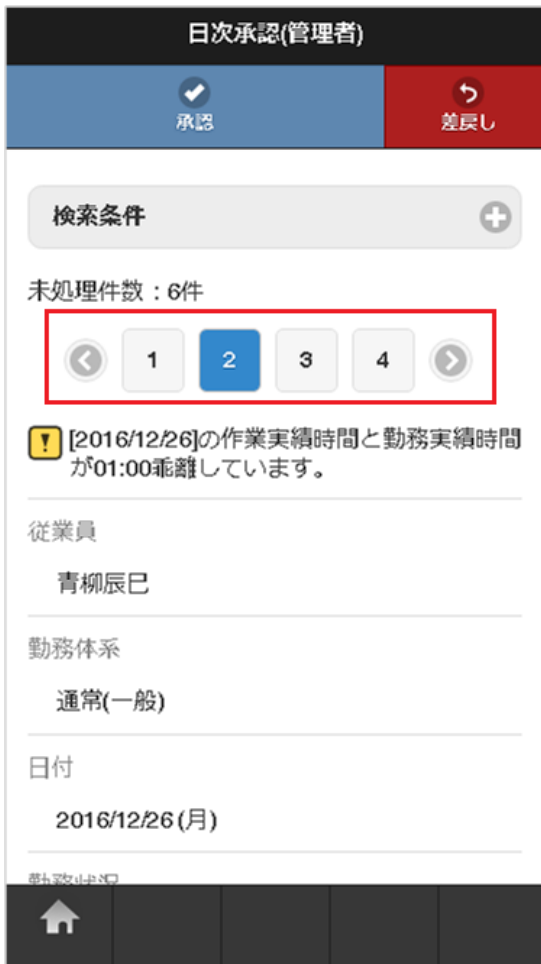 日次承認(管理者)
承認
差戻し
検索条件
未処理件数：6件
1 2 3 4
[2016/12/26]の作業実績時間と勤務実績時間
が01:00乖離しています。
従業員
青柳辰巳
勤務体系
通常(一般)
日付
2016/12/26 (月)
勤務状況